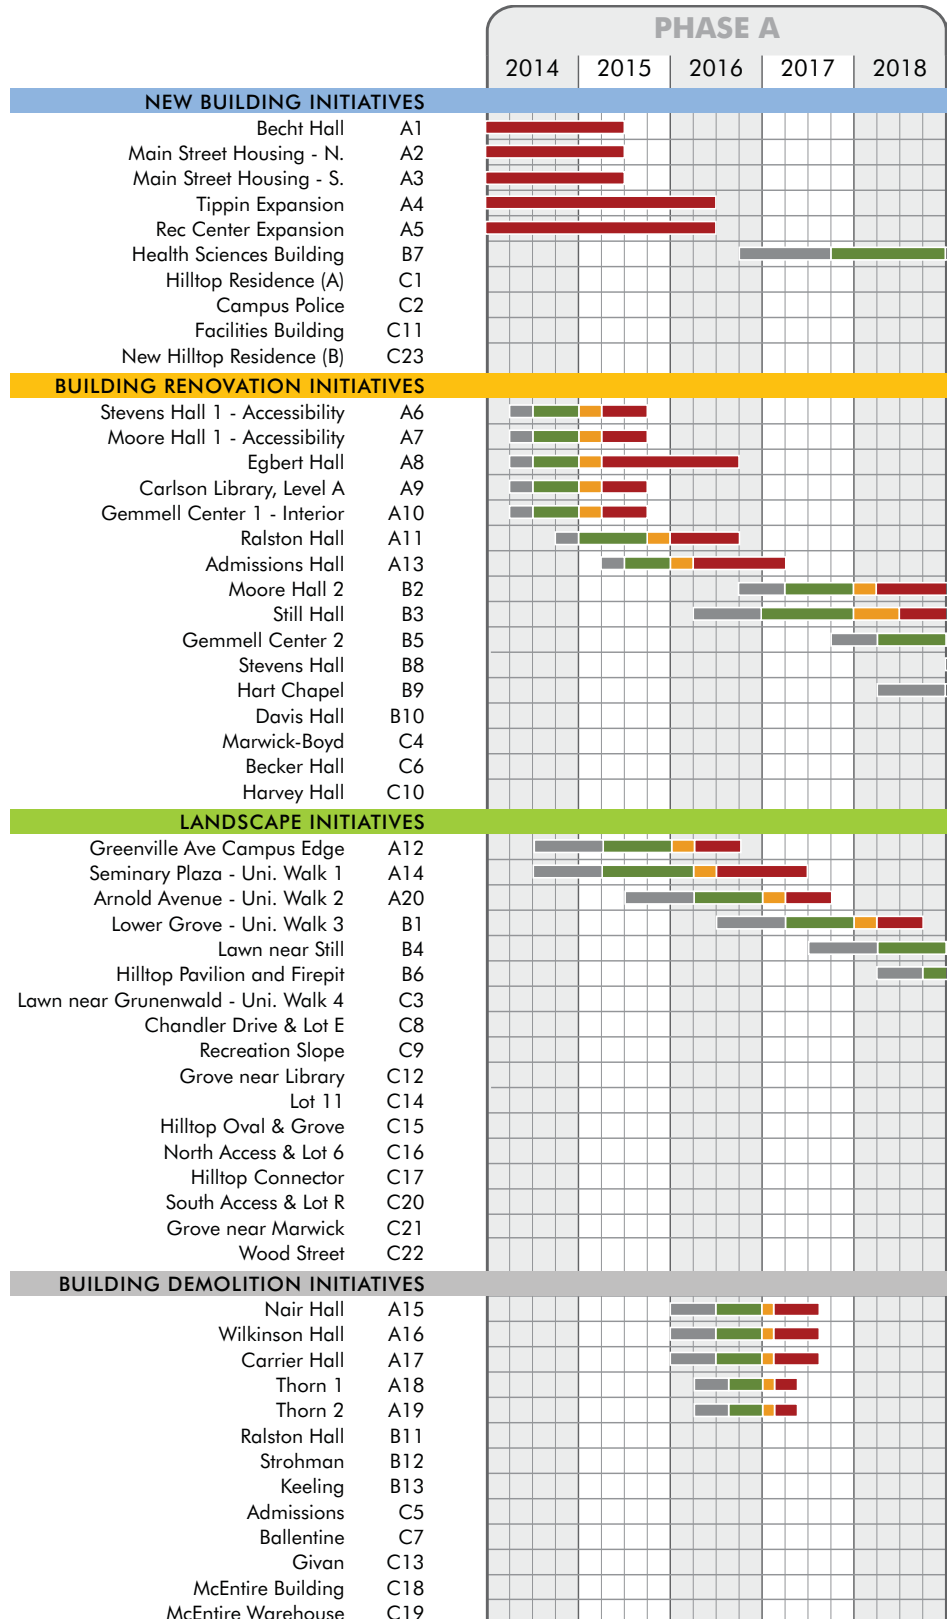 PHASE A
2014 2015 2016 2017 2018
NEW BUILDING INITIATIVES
Becht Hall A1
Main Street Housing - N. A2
Main Street Housing - S. A3
Tippin Expansion A4
Rec Center Expansion A5
Health Sciences Building B7
Hilltop Residence (A) C1
Campus Police C2
Facilities Building C11
New Hilltop Residence (B) C23
BUILDING RENOVATION INITIATIVES
Stevens Hall 1 - Accessibility A6
Moore Hall 1 - Accessibility A7
Egbert Hall A8
Carlson Library, Level A A9
Gemmell Center 1 - Interior A10
Ralston Hall A11
Admissions Hall A13
Moore Hall 2 B2
Still Hall B3
Gemmell Center 2 B5
Stevens Hall B8
Hart Chapel B9
Davis Hall B10
Marwick-Boyd C4
Becker Hall C6
Harvey Hall C10
LANDSCAPE INITIATIVES
Greenville Ave Campus Edge A12
Seminary Plaza - Uni. Walk 1 A14
Arnold Avenue - Uni. Walk 2 A20
Lower Grove - Uni. Walk 3 B1
Lawn near Still B4
Hilltop Pavilion and Firepit B6
Lawn near Grunenwald - Uni. Walk 4 C3
Chandler Drive & Lot E C8
Recreation Slope C9
Grove near Library C12
Lot 11 C14
Hilltop Oval & Grove C15
North Access & Lot 6 C16
Hilltop Connector C17
South Access & Lot R C20
Grove near Marwick C21
Wood Street C22
BUILDING DEMOLITION INITIATIVES
Nair Hall A15
Wilkinson Hall A16
Carrier Hall A17
Thorn 1 A18
Thorn 2 A19
Ralston Hall B11
Strohman B12
Keeling B13
Admissions C5
Ballentine C7
Givan C13
McEntire Building C18
McEntire Warehouse C19